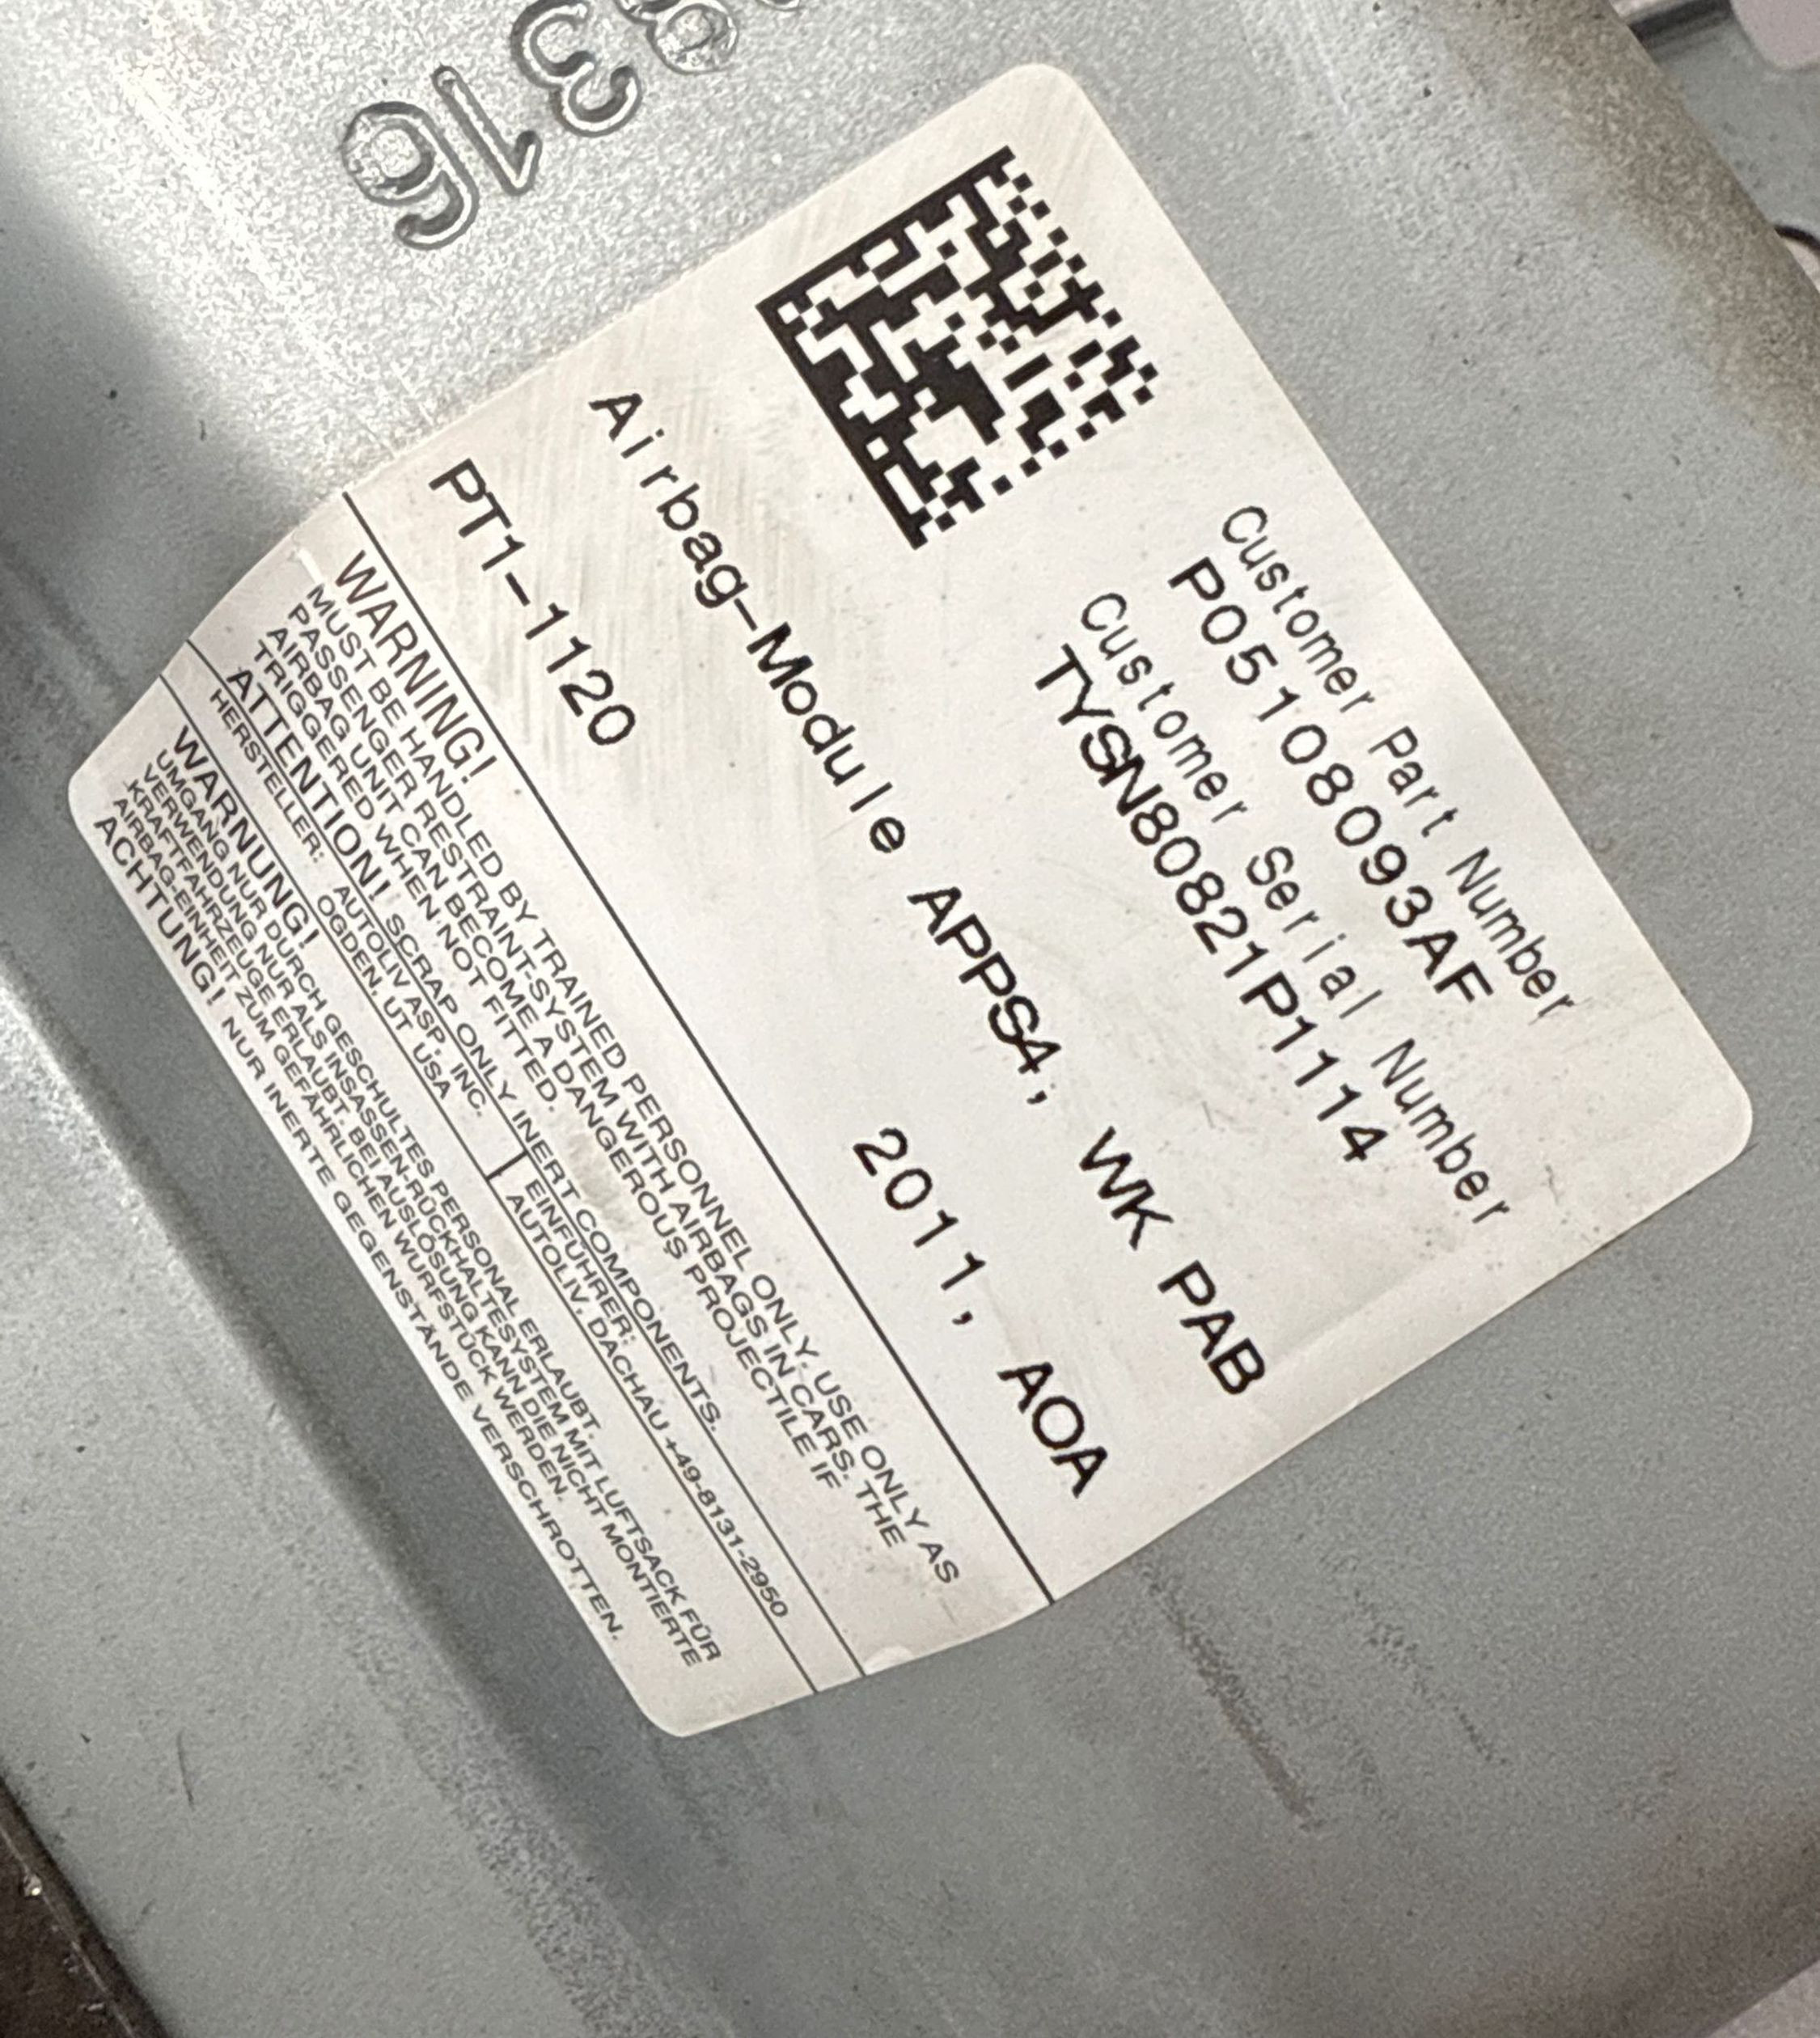 316
Customer Part Number
P05108093AF
Customer Serial Number
TYSN80821P1114
Airbag-Module APPS4, WK PAB
PT1-1120 2011, AOA
WARNING!
MUST BE HANDLED BY TRAINED PERSONNEL ONLY. USE ONLY AS
PASSENGER RESTRAINT-SYSTEM WITH AIRBAGS IN CARS. THE
AIRBAG UNIT CAN BECOME A DANGEROUS PROJECTILE IF
TRIGGERED WHEN NOT FITTED.
ATTENTION! SCRAP ONLY INERT COMPONENTS.
HERSTELLER: AUTOLIV ASP, INC.
OGDEN, UT USA
EINFÜHRER:
AUTOLIV, DACHAU +49-8131-2950
WARNUNG!
UMGANG NUR DURCH GESCHULTES PERSONAL ERLAUBT.
VERWENDUNG NUR ALS INSASSEN-RÜCKHALTESYSTEM MIT LUFTSACK FÜR
KRAFTFAHRZEUGE ERLAUBT. BEI AUSLÖSUNG KANN DIE NICHT MONTIERTE
AIRBAG-EINHEIT ZUM GEFÄHRLICHEN WURFSTÜCK WERDEN.
ACHTUNG! NUR INERTE GEGENSTÄNDE VERSCHROTTEN.